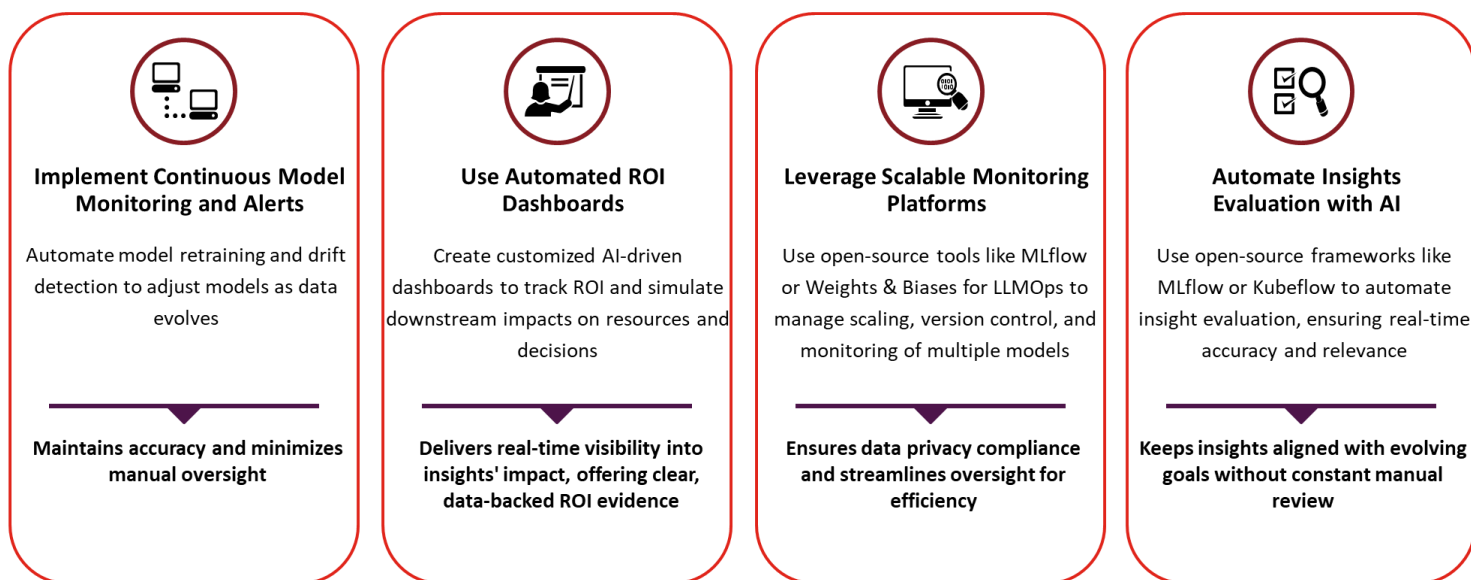 Implement Continuous Model
Monitoring and Alerts
Automate model retraining and drift
detection to adjust models as data
evolves
Maintains accuracy and minimizes
manual oversight
Use Automated ROI
Dashboards
Create customized AI-driven
dashboards to track ROI and simulate
downstream impacts on resources and
decisions
Delivers real-time visibility into
insights' impact, offering clear,
data-backed ROI evidence
Leverage Scalable Monitoring
Platforms
Use open-source tools like MLflow
or Weights & Biases for LLMOps to
manage scaling, version control, and
monitoring of multiple models
Ensures data privacy compliance
and streamlines oversight for
efficiency
Automate Insights
Evaluation with AI
Use open-source frameworks like
MLflow or Kubeflow to automate
insight evaluation, ensuring real-time
accuracy and relevance
Keeps insights aligned with evolving
goals without constant manual
review